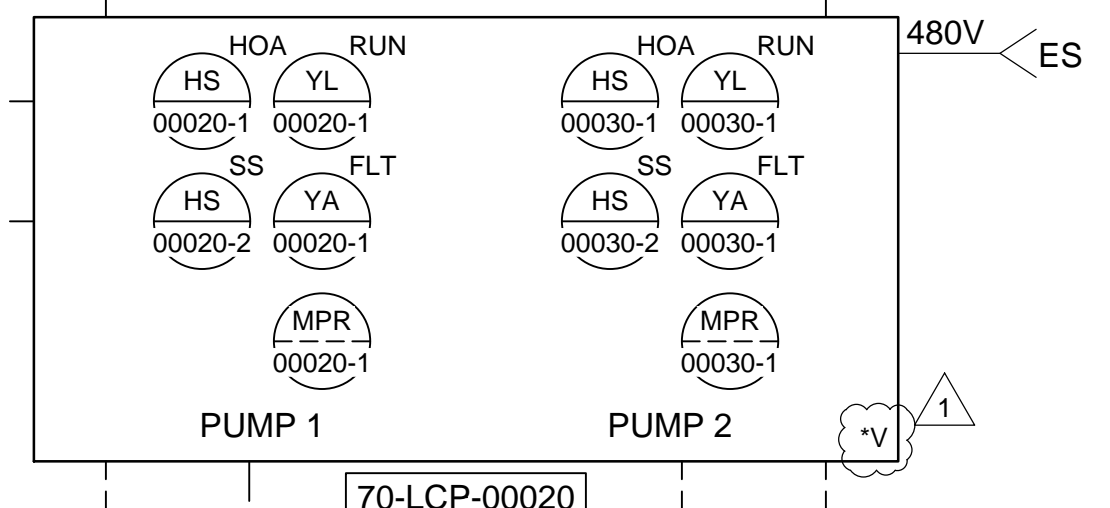 HOA RUN HOA RUN 480V
HS YL HS YL ES
00020-1 00020-1 00030-1 00030-1
SS FLT SS FLT
HS YA HS YA
00020-2 00020-1 00030-2 00030-1
MPR MPR
00020-1 00030-1
PUMP 1 PUMP 2 *V 1
70-LCP-00020